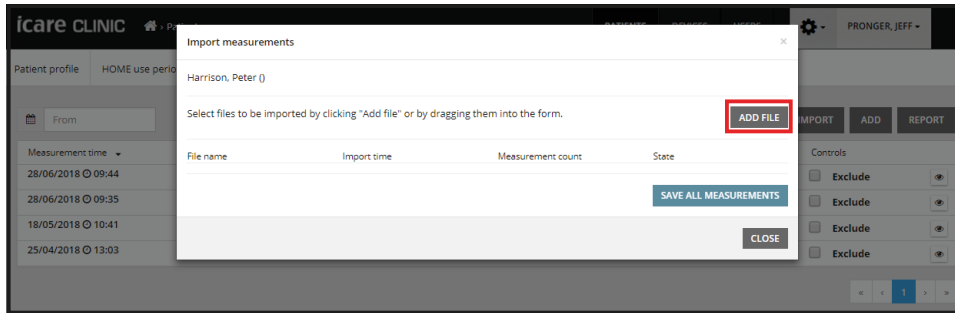 icare CLINIC
PRONGER, JEFF
Import measurements
Patient profile
HOME use perio
Harrison, Peter ()
Select files to be imported by clicking "Add file" or by dragging them into the form.
ADD FILE
From
IMPORT
ADD
REPORT
File name
Import time
Measurement count
State
Measurement time
Controls
28/06/2018 09:44
Exclude
28/06/2018 09:35
Exclude
SAVE ALL MEASUREMENTS
18/05/2018 10:41
Exclude
CLOSE
25/04/2018 13:03
Exclude
« ‹ 1 › »